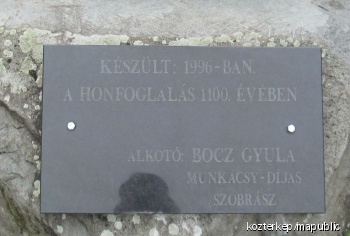 KÉSZÜLT: 1996-BAN,
A HONFOGLALÁS 1100. ÉVÉBEN
ALKOTÓ: BOCZ GYULA
MUNKÁCSY-DÍJAS
SZOBRÁSZ
kozterkep/mapublic